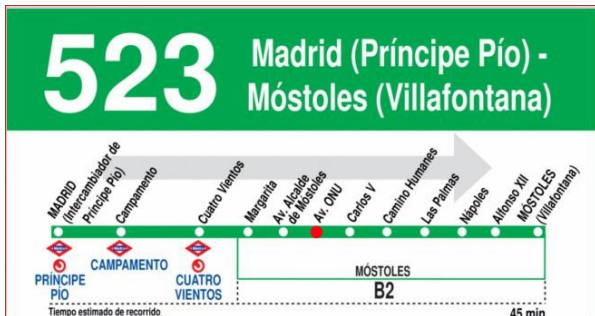 523
Madrid (Príncipe Pío) -
Móstoles (Villafontana)
MADRID
(Intercambiador de
Príncipe Pío)
Campamento
Cuatro Vientos
Margarita
Av. Alcalde
de Móstoles
Av. ONU
Carlos V
Camino Humanes
Las Palmas
Nápoles
Alfonso XII
MÓSTOLES
(Villafontana)
PRÍNCIPE
PÍO
CAMPAMENTO
CUATRO
VIENTOS
MÓSTOLES
B2
Tiempo estimado de recorrido
45 min